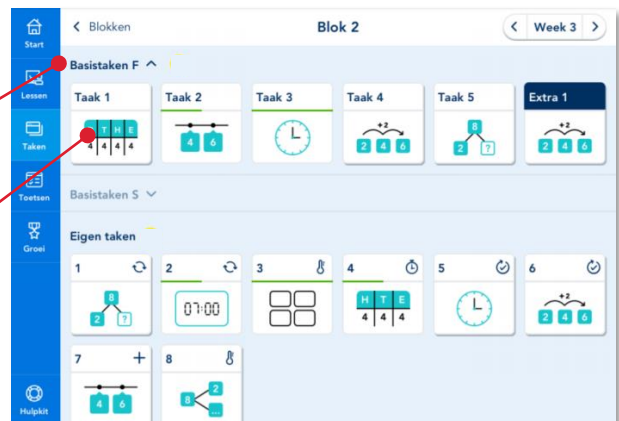 Start
Lessen
Taken
Toetsen
Groei
Hulpkit
< Blokken
Blok 2
< Week 3 >
Basistaken F
Taak 1
T H E
4 4 4 4
Taak 2
4 6
Taak 3
Taak 4
+2
2 4 6
Taak 5
8
2 ?
Extra 1
+2
2 4 6
Basistaken S
Eigen taken
1
8
2 ?
2
07:00
3
4
H T E
4 4 4
5
6
+2
2 4 6
7 +
4 6
8
8 2
...